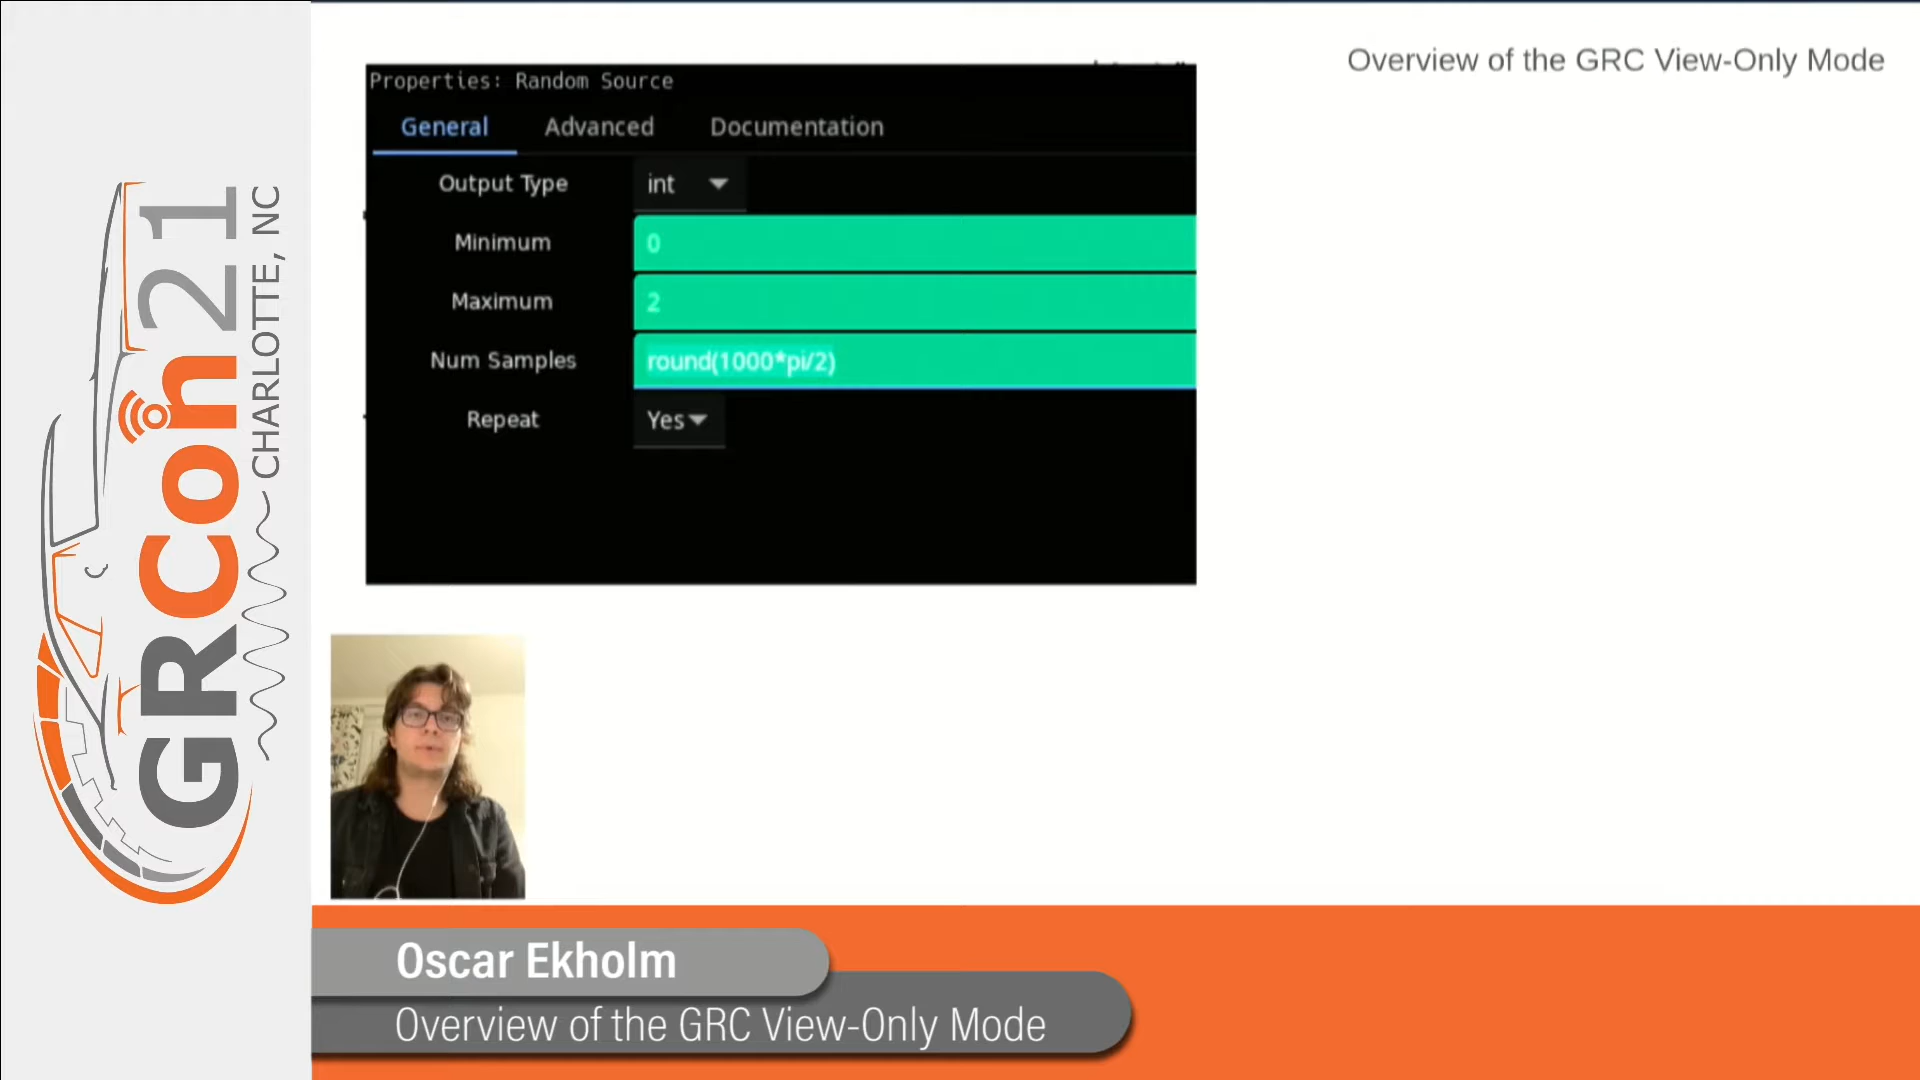 Overview of the GRC View-Only Mode
Properties: Random Source
General Advanced Documentation
Output Type int
Minimum 0
Maximum 2
Num Samples round(1000*pi/2)
Repeat Yes
GRCon21
CHARLOTTE, NC
Oscar Ekholm
Overview of the GRC View-Only Mode